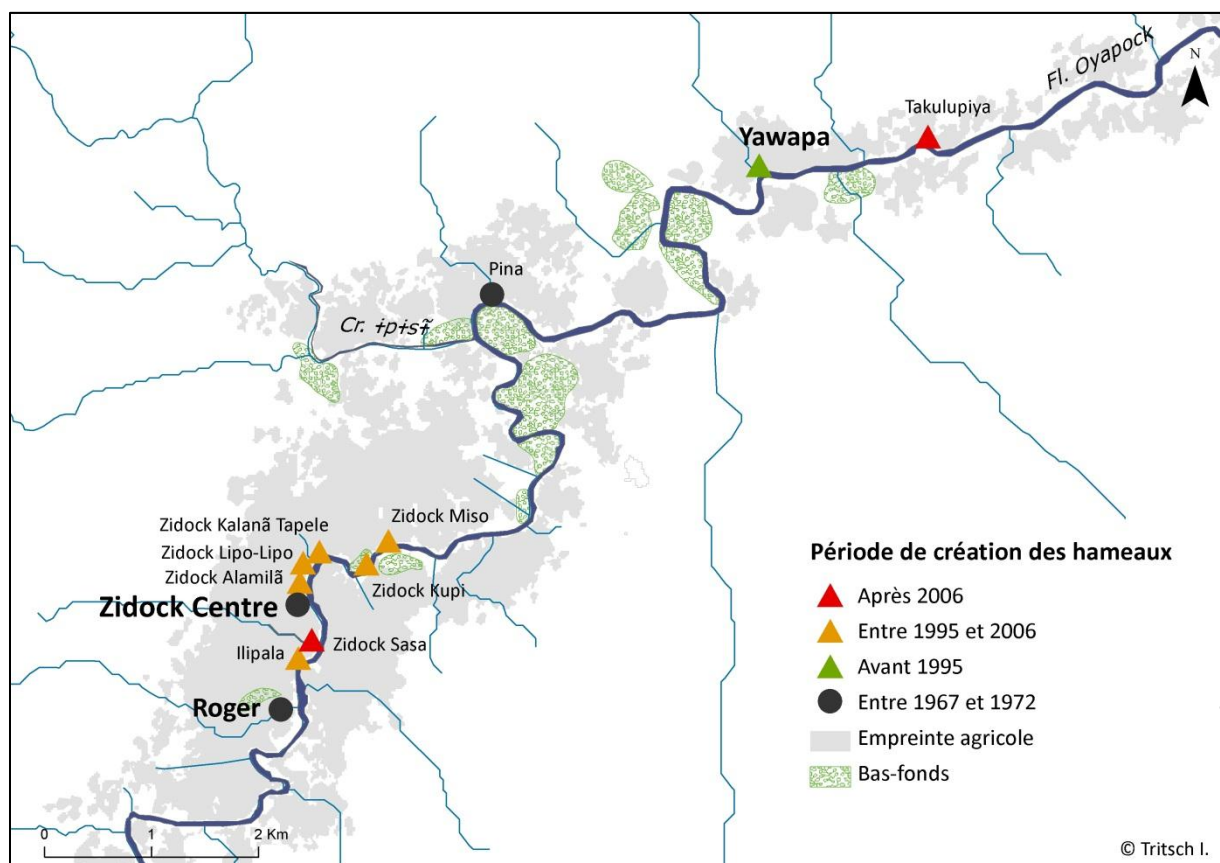 N
Fl. Oyapock
Takulupiya
Yawapa
Pina
Cr. ɨpɨsɨ̃
Zidock Miso
Zidock Kalanã Tapele
Zidock Lipo-Lipo
Zidock Alamilã
Zidock Kupi
Zidock Centre
Zidock Sasa
Ilipala
Roger
Période de création des hameaux
Après 2006
Entre 1995 et 2006
Avant 1995
Entre 1967 et 1972
Empreinte agricole
Bas-fonds
0 1 2 Km
© Tritsch I.